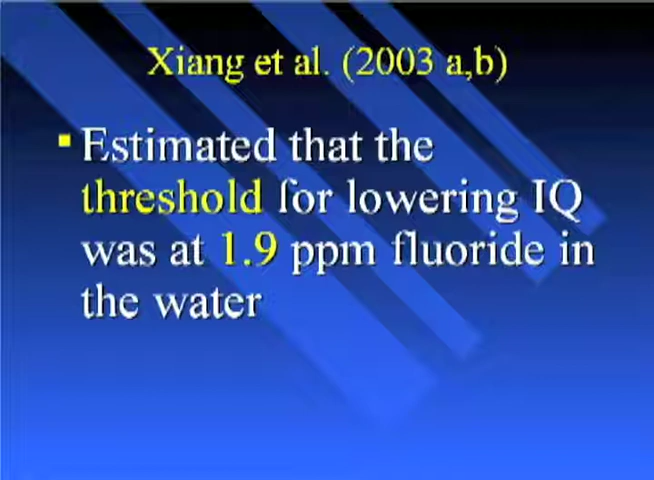 Xiang et al. (2003 a,b)
Estimated that the
threshold for lowering IQ
was at 1.9 ppm fluoride in
the water